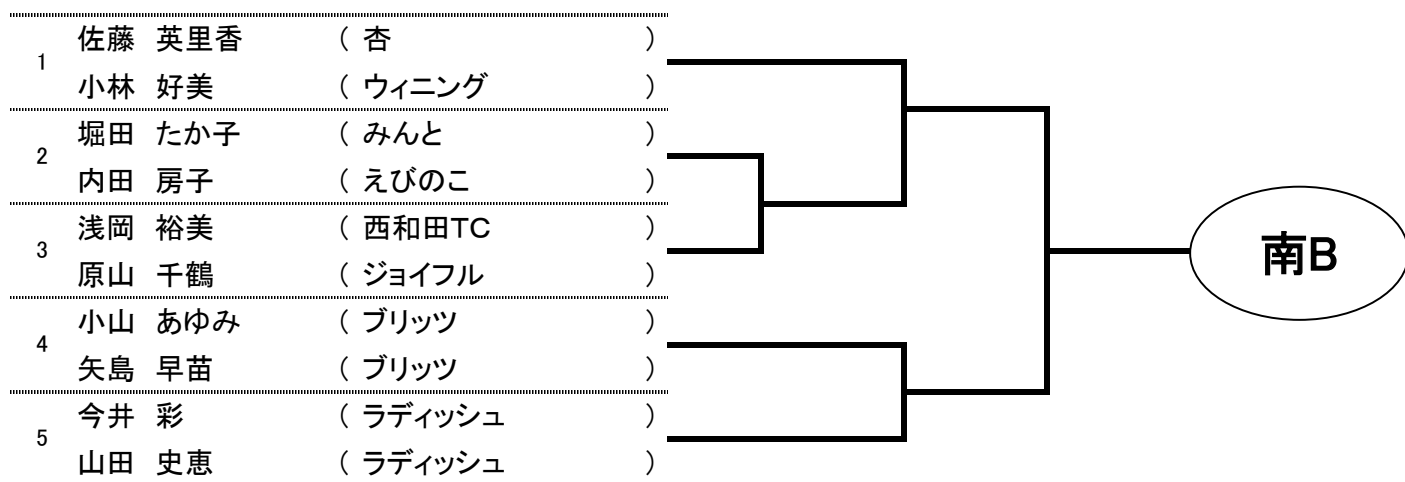 1
佐藤 英里香 ( 杏 )
小林 好美 ( ウィニング )
2
堀田 たか子 ( みんと )
内田 房子 ( えびのこ )
3
浅岡 裕美 ( 西和田TC )
原山 千鶴 ( ジョイフル )
4
小山 あゆみ ( ブリッツ )
矢島 早苗 ( ブリッツ )
5
今井 彩 ( ラディッシュ )
山田 史恵 ( ラディッシュ )
南B